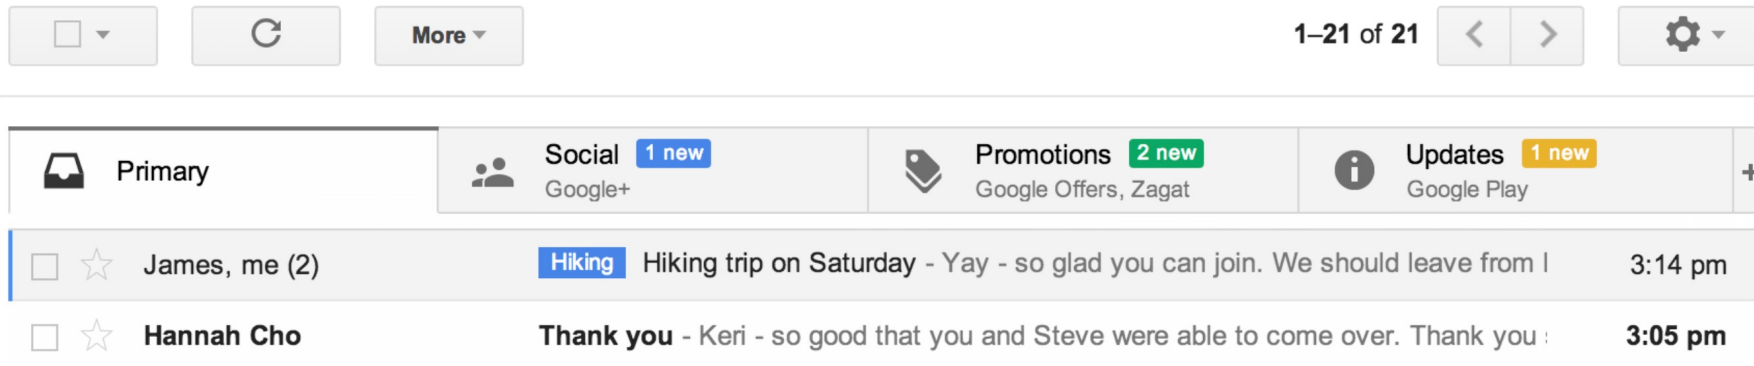 More
1–21 of 21
Primary
Social 1 new
Google+
Promotions 2 new
Google Offers, Zagat
Updates 1 new
Google Play
James, me (2) Hiking Hiking trip on Saturday - Yay - so glad you can join. We should leave from 3:14 pm
Hannah Cho Thank you - Keri - so good that you and Steve were able to come over. Thank you 3:05 pm